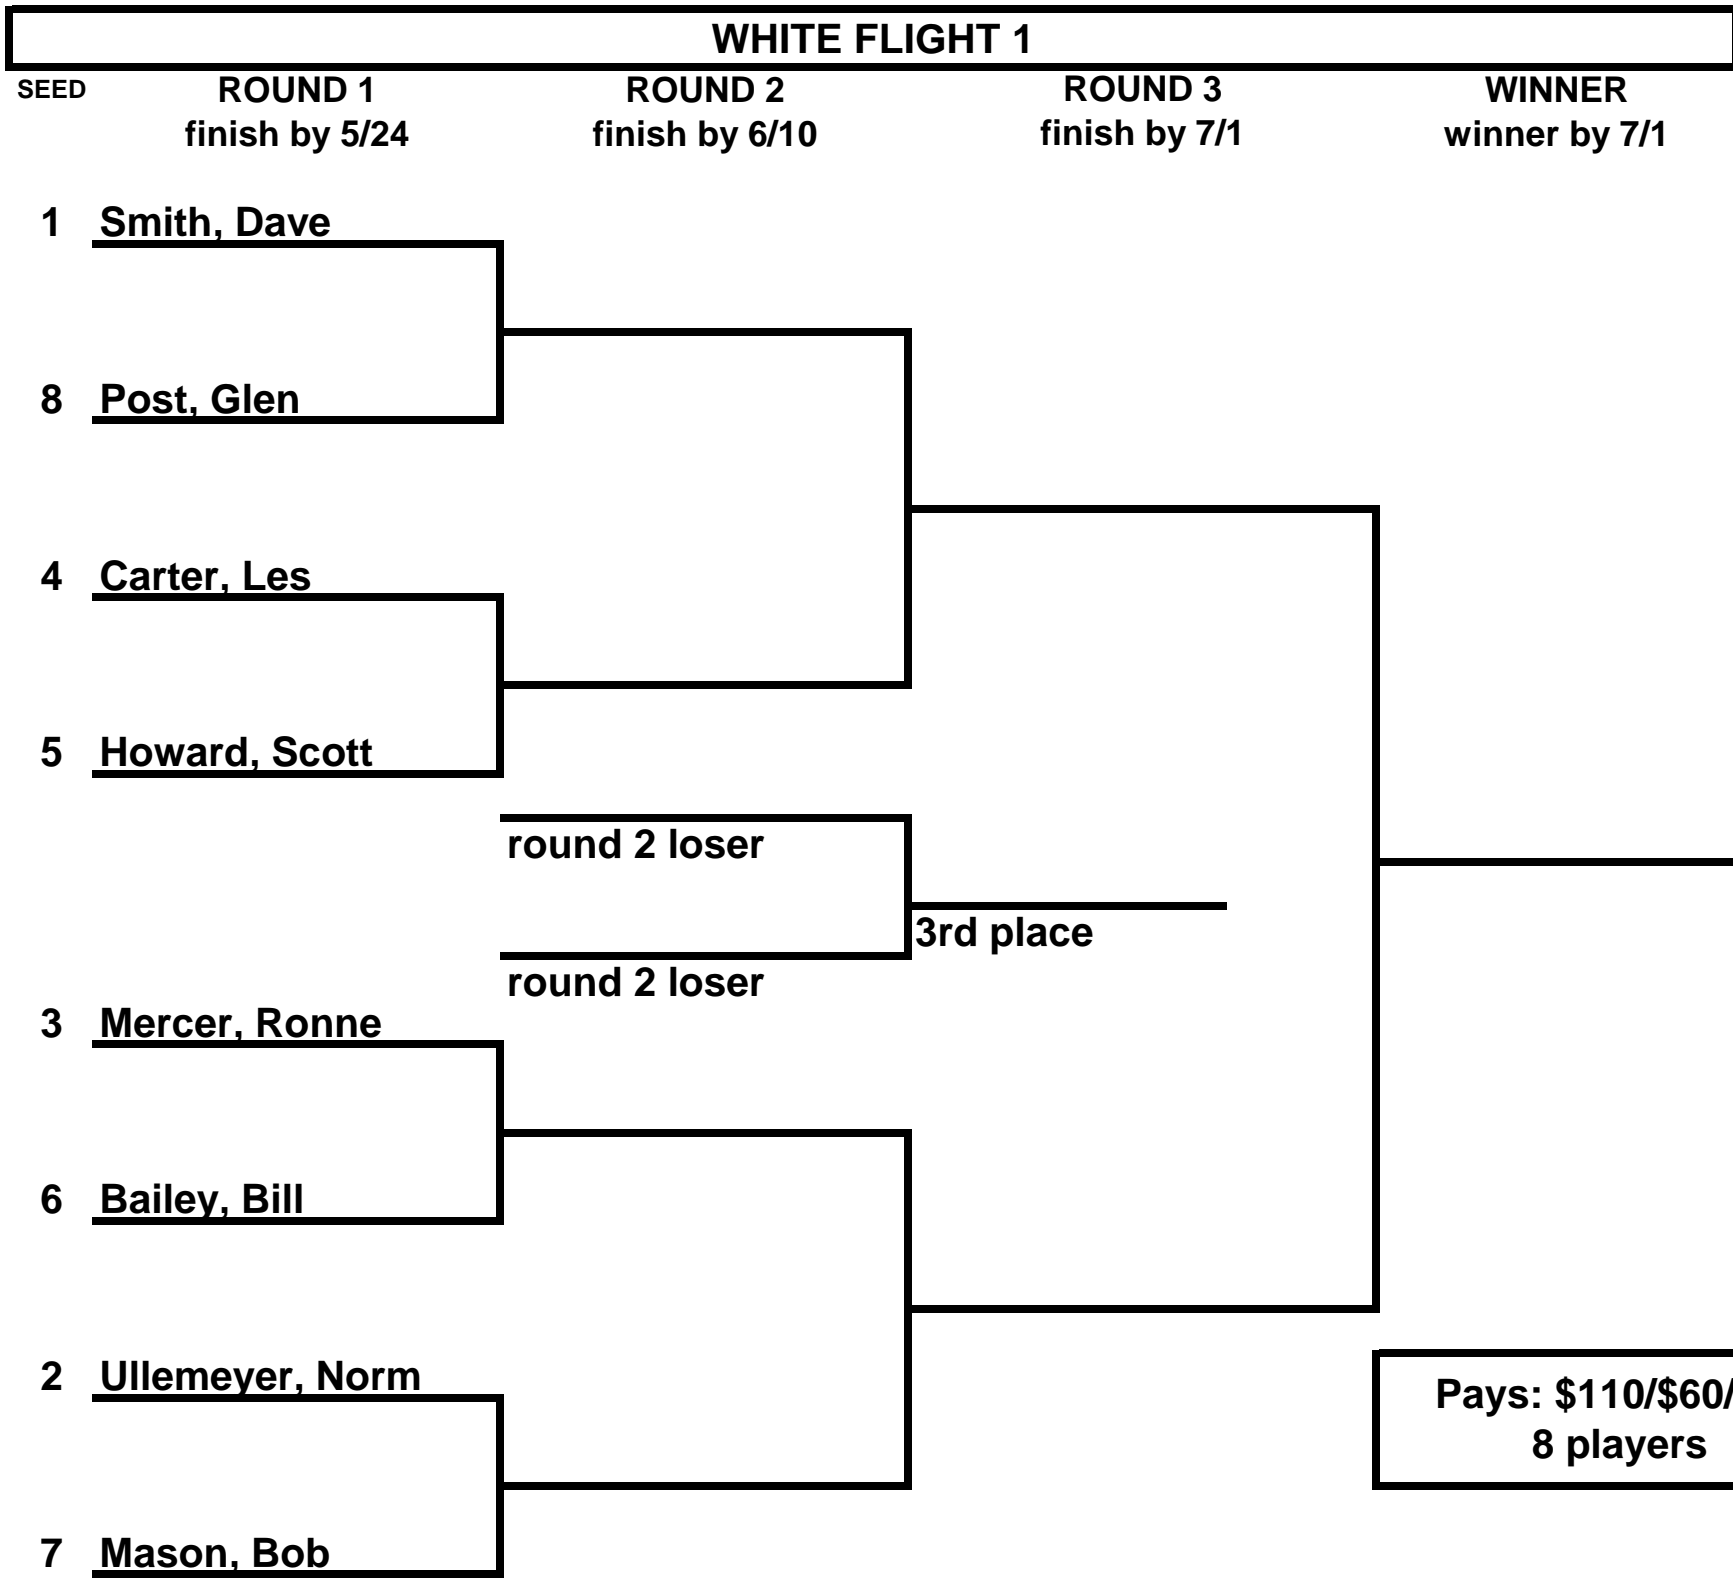 WHITE FLIGHT 1
SEED ROUND 1 ROUND 2 ROUND 3 WINNER
finish by 5/24 finish by 6/10 finish by 7/1 winner by 7/1
1 Smith, Dave
8 Post, Glen
4 Carter, Les
5 Howard, Scott
round 2 loser
3rd place
round 2 loser
3 Mercer, Ronne
6 Bailey, Bill
2 Ullemeyer, Norm
Pays: $110/$60/
8 players
7 Mason, Bob